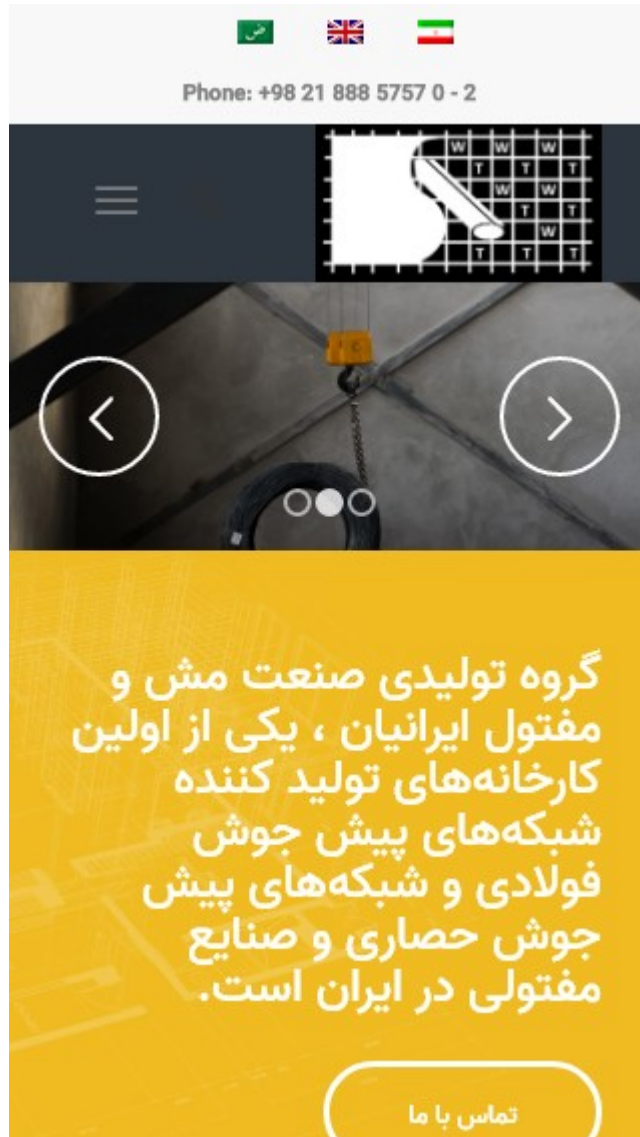 ض
Phone: +98 21 888 5757 0 - 2
W W W
T T T
W W
T T
W
T T T
گروه تولیدی صنعت مش و
مفتول ایرانیان ، یکی از اولین
کارخانه‌های تولید کننده
شبکه‌های پیش جوش
فولادی و شبکه‌های پیش
جوش حصاری و صنایع
مفتولی در ایران است.
تماس با ما